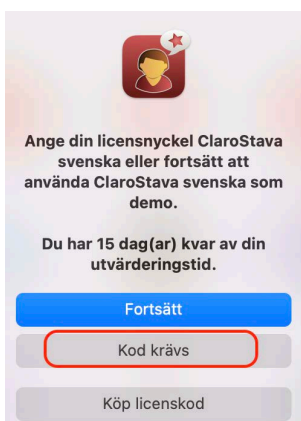 Ange din licensnyckel ClaroStava
svenska eller fortsätt att
använda ClaroStava svenska som
demo.
Du har 15 dag(ar) kvar av din
utvärderingstid.
Fortsätt
Kod krävs
Köp licenskod